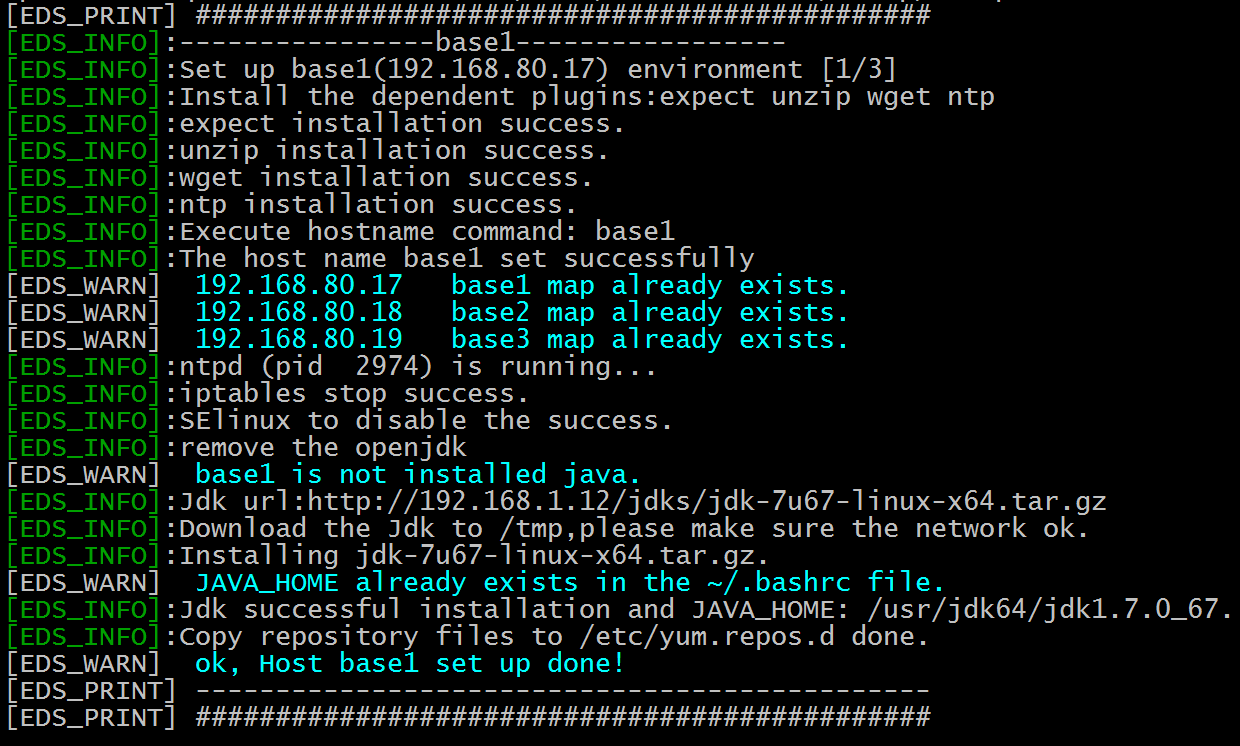 [EDS_PRINT] ##############################################
[EDS_INFO]:----------------base1-----------------
[EDS_INFO]:Set up base1(192.168.80.17) environment [1/3]
[EDS_INFO]:Install the dependent plugins:expect unzip wget ntp
[EDS_INFO]:expect installation success.
[EDS_INFO]:unzip installation success.
[EDS_INFO]:wget installation success.
[EDS_INFO]:ntp installation success.
[EDS_INFO]:Execute hostname command: base1
[EDS_INFO]:The host name base1 set successfully
[EDS_WARN]  192.168.80.17   base1 map already exists.
[EDS_WARN]  192.168.80.18   base2 map already exists.
[EDS_WARN]  192.168.80.19   base3 map already exists.
[EDS_INFO]:ntpd (pid  2974) is running...
[EDS_INFO]:iptables stop success.
[EDS_INFO]:SElinux to disable the success.
[EDS_INFO]:remove the openjdk
[EDS_WARN]  base1 is not installed java.
[EDS_INFO]:Jdk url:http://192.168.1.12/jdks/jdk-7u67-linux-x64.tar.gz
[EDS_INFO]:Download the Jdk to /tmp,please make sure the network ok.
[EDS_INFO]:Installing jdk-7u67-linux-x64.tar.gz.
[EDS_WARN]  JAVA_HOME already exists in the ~/.bashrc file.
[EDS_INFO]:Jdk successful installation and JAVA_HOME: /usr/jdk64/jdk1.7.0_67.
[EDS_INFO]:Copy repository files to /etc/yum.repos.d done.
[EDS_WARN]  ok, Host base1 set up done!
[EDS_PRINT] ----------------------------------------------
[EDS_PRINT] ##############################################